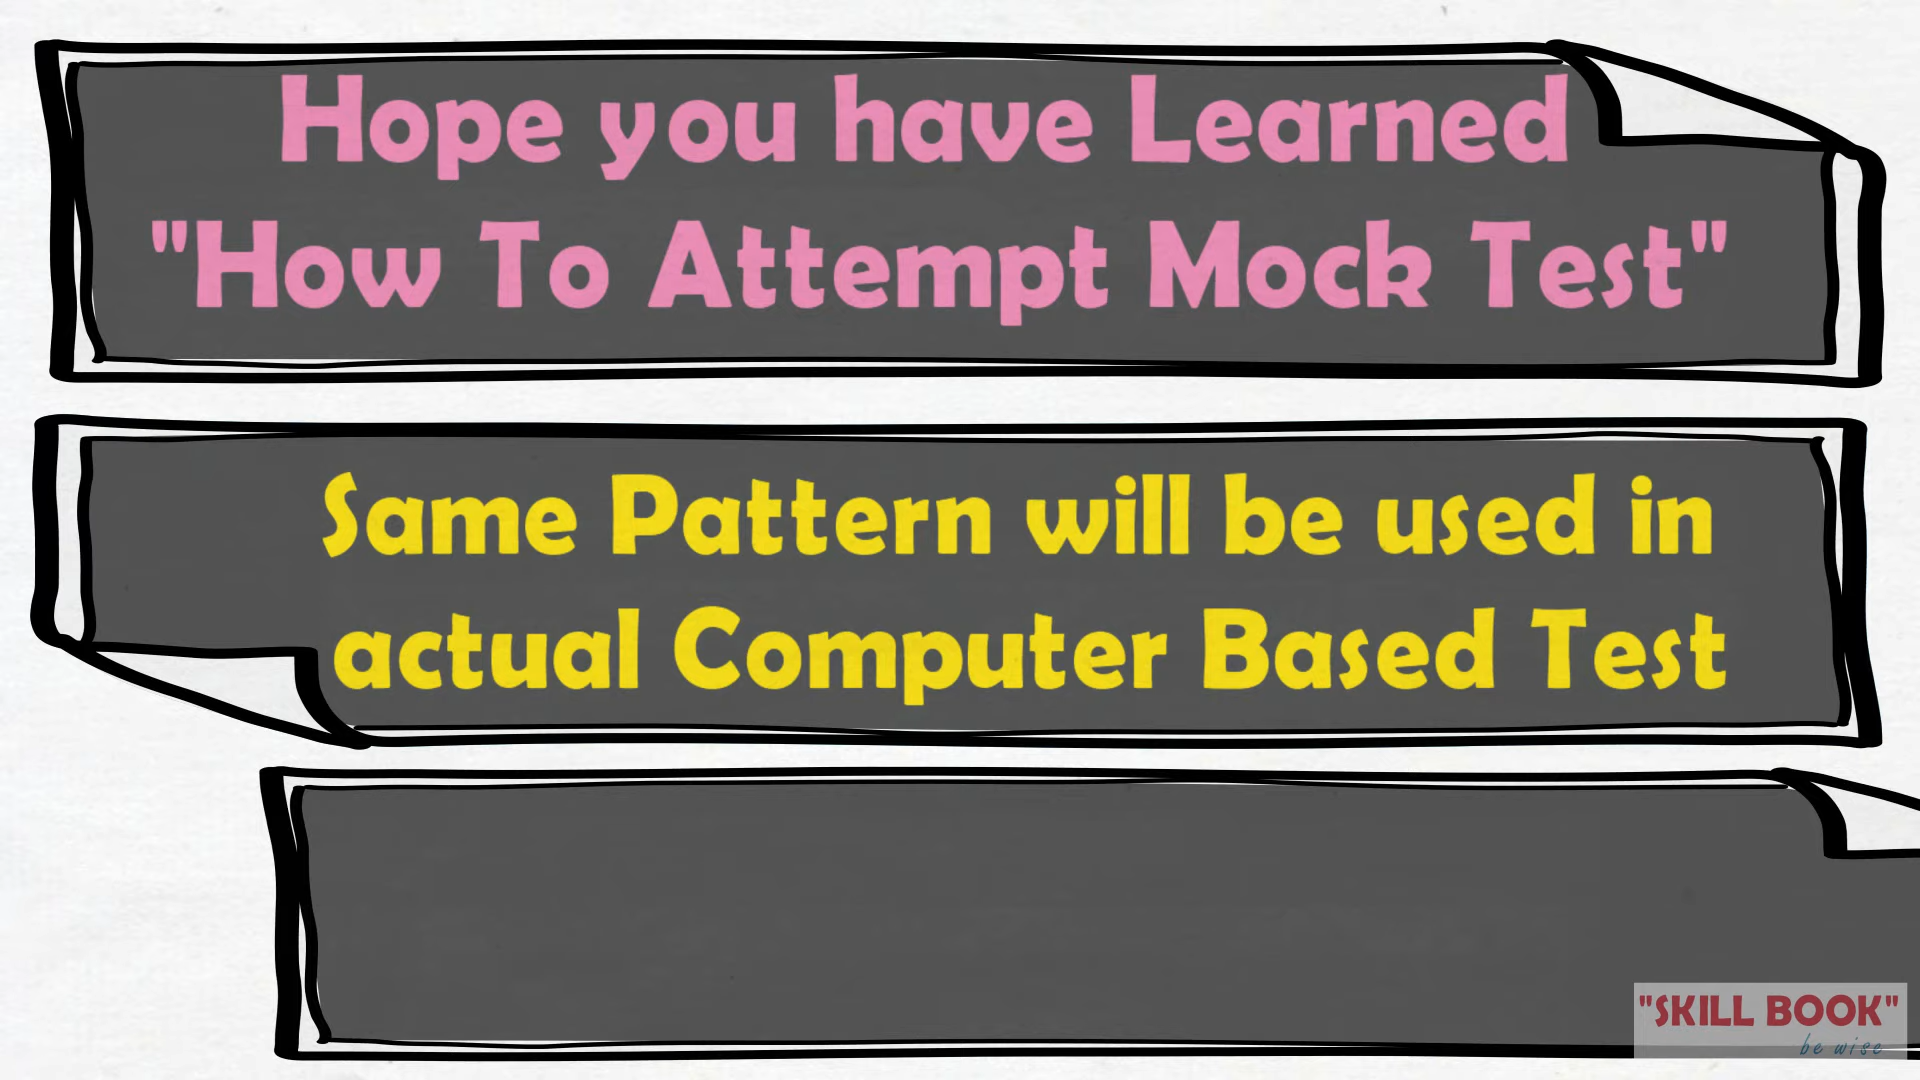 Hope you have Learned
"How To Attempt Mock Test"
Same Pattern will be used in
actual Computer Based Test
"SKILL BOOK"
be wise